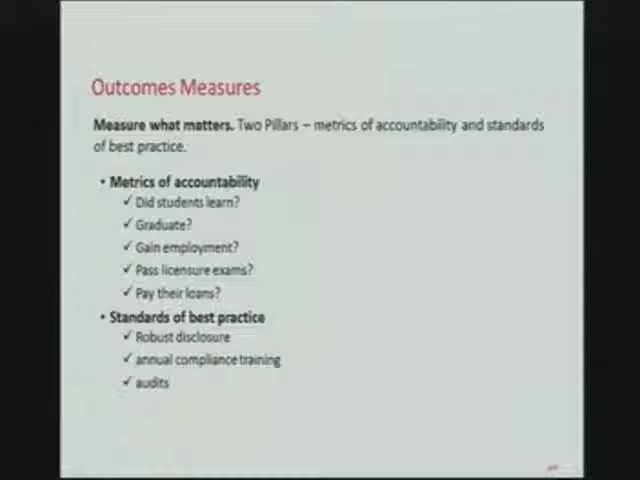 Outcomes Measures
Measure what matters. Two Pillars – metrics of accountability and standards
of best practice.
• Metrics of accountability
✓ Did students learn?
✓ Graduate?
✓ Gain employment?
✓ Pass licensure exams?
✓ Pay their loans?
• Standards of best practice
✓ Robust disclosure
✓ annual compliance training
✓ audits